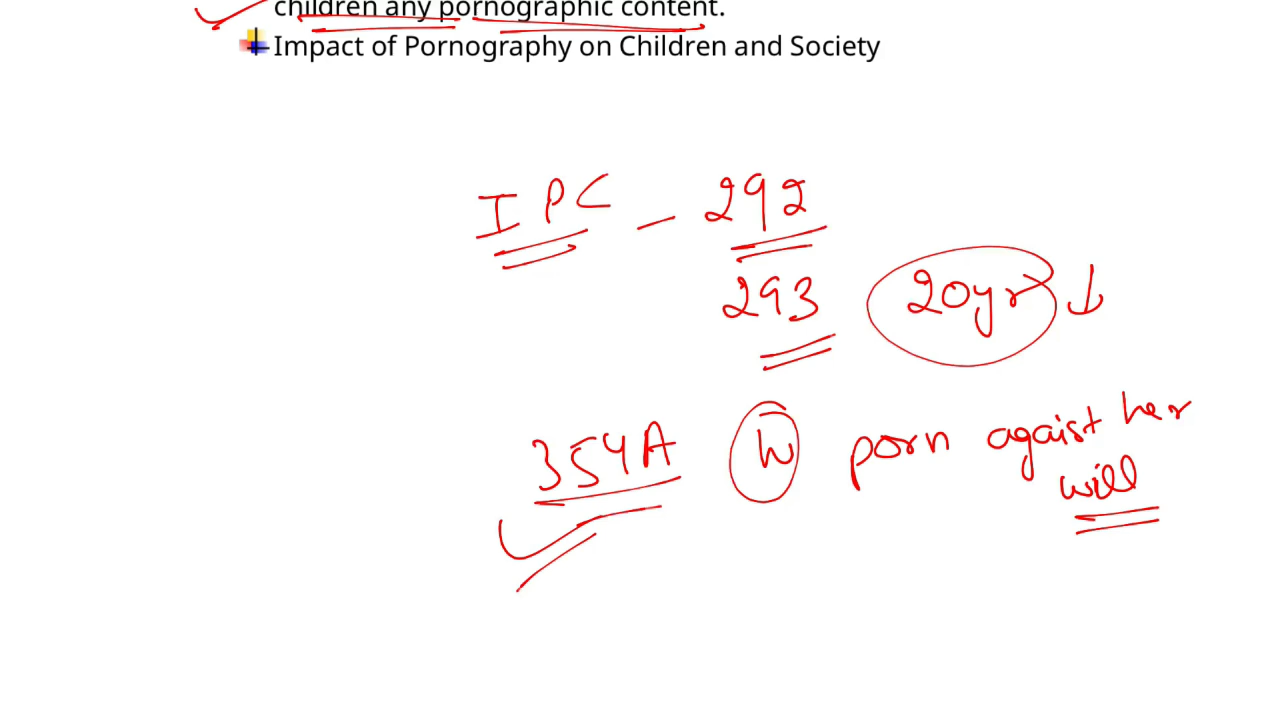 children any pornographic content.
Impact of Pornography on Children and Society
IPC - 292
293 20yr ↓
354A W porn agaist her
will